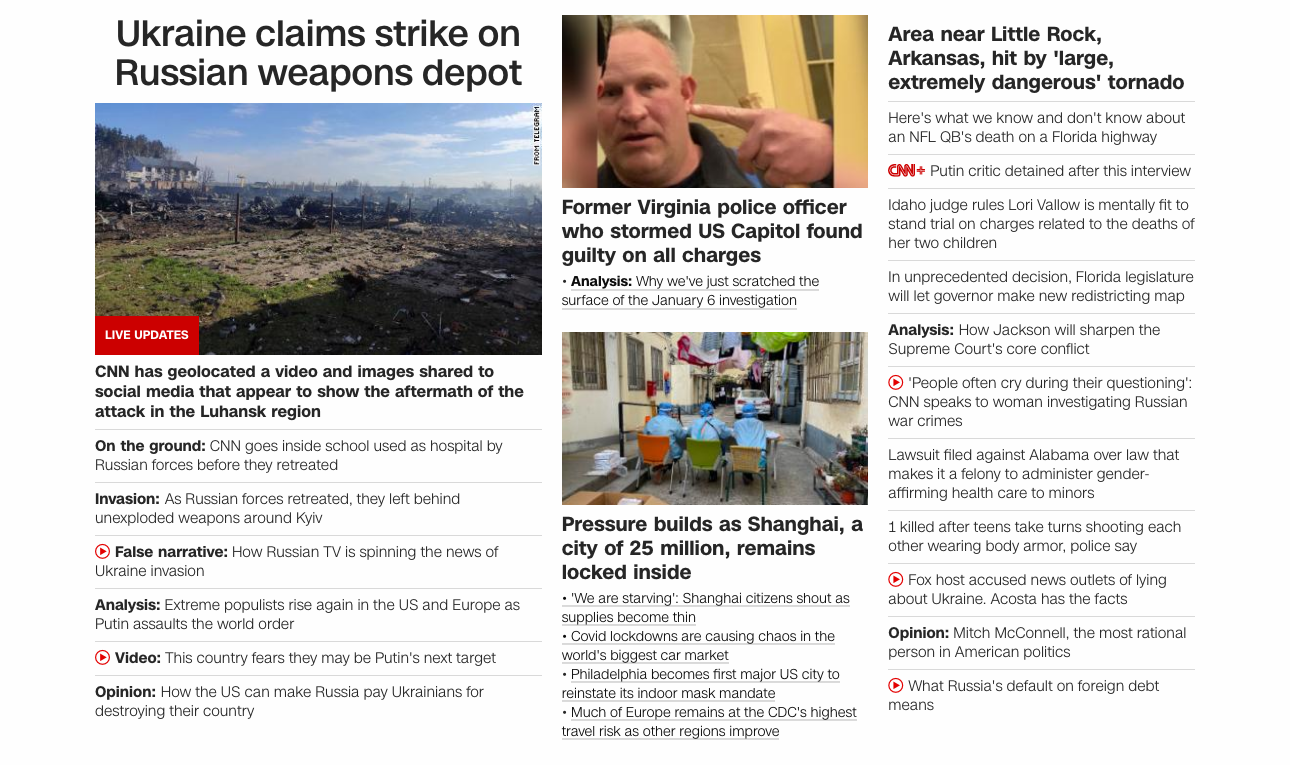 Ukraine claims strike on
Russian weapons depot
FROM TELEGRAM
LIVE UPDATES
CNN has geolocated a video and images shared to
social media that appear to show the aftermath of the
attack in the Luhansk region
On the ground: CNN goes inside school used as hospital by
Russian forces before they retreated
Invasion: As Russian forces retreated, they left behind
unexploded weapons around Kyiv
False narrative: How Russian TV is spinning the news of
Ukraine invasion
Analysis: Extreme populists rise again in the US and Europe as
Putin assaults the world order
Video: This country fears they may be Putin's next target
Opinion: How the US can make Russia pay Ukrainians for
destroying their country
Former Virginia police officer
who stormed US Capitol found
guilty on all charges
• Analysis: Why we've just scratched the
surface of the January 6 investigation
Pressure builds as Shanghai, a
city of 25 million, remains
locked inside
• 'We are starving': Shanghai citizens shout as
supplies become thin
• Covid lockdowns are causing chaos in the
world's biggest car market
• Philadelphia becomes first major US city to
reinstate its indoor mask mandate
• Much of Europe remains at the CDC's highest
travel risk as other regions improve
Area near Little Rock,
Arkansas, hit by 'large,
extremely dangerous' tornado
Here's what we know and don't know about
an NFL QB's death on a Florida highway
CNN+ Putin critic detained after this interview
Idaho judge rules Lori Vallow is mentally fit to
stand trial on charges related to the deaths of
her two children
In unprecedented decision, Florida legislature
will let governor make new redistricting map
Analysis: How Jackson will sharpen the
Supreme Court's core conflict
'People often cry during their questioning':
CNN speaks to woman investigating Russian
war crimes
Lawsuit filed against Alabama over law that
makes it a felony to administer gender-
affirming health care to minors
1 killed after teens take turns shooting each
other wearing body armor, police say
Fox host accused news outlets of lying
about Ukraine. Acosta has the facts
Opinion: Mitch McConnell, the most rational
person in American politics
What Russia's default on foreign debt
means